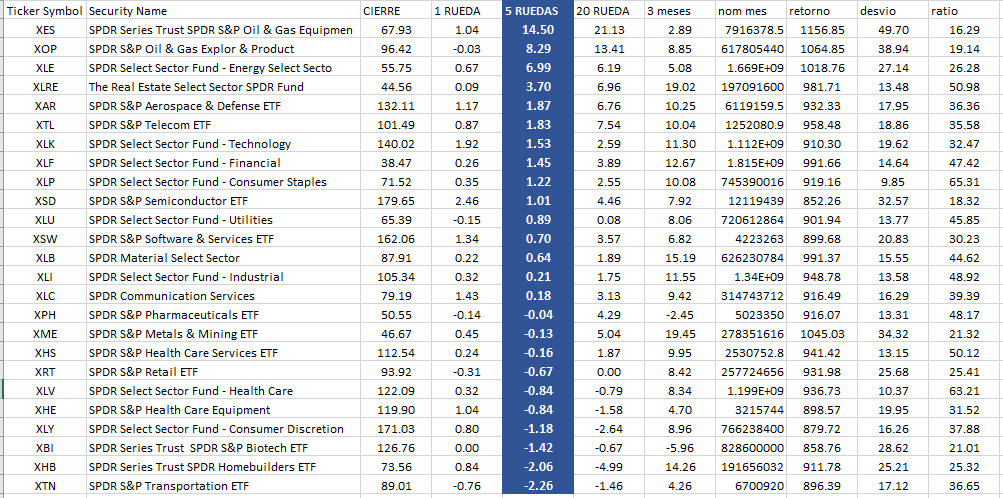 Ticker Symbol Security Name CIERRE 1 RUEDA 5 RUEDAS 20 RUEDA 3 meses nom mes retorno desvio ratio
XES SPDR Series Trust SPDR S&P Oil & Gas Equipmen 67.93 1.04 14.50 21.13 2.89 7916378.5 1156.85 49.70 16.29
XOP SPDR S&P Oil & Gas Explor & Product 96.42 -0.03 8.29 13.41 8.85 617805440 1064.85 38.94 19.14
XLE SPDR Select Sector Fund - Energy Select Secto 55.75 0.67 6.99 6.19 5.08 1.669E+09 1018.76 27.14 26.28
XLRE The Real Estate Select Sector SPDR Fund 44.56 0.09 3.70 6.96 19.02 197091600 981.71 13.48 50.98
XAR SPDR S&P Aerospace & Defense ETF 132.11 1.17 1.87 6.76 10.25 6119159.5 932.33 17.95 36.36
XTL SPDR S&P Telecom ETF 101.49 0.87 1.83 7.54 10.04 1252080.9 958.48 18.86 35.58
XLK SPDR Select Sector Fund - Technology 140.02 1.92 1.53 2.59 11.30 1.112E+09 910.30 19.62 32.47
XLF SPDR Select Sector Fund - Financial 38.47 0.26 1.45 3.89 12.67 1.815E+09 991.66 14.64 47.42
XLP SPDR Select Sector Fund - Consumer Staples 71.52 0.35 1.22 2.55 10.08 745390016 919.16 9.85 65.31
XSD SPDR S&P Semiconductor ETF 179.65 2.46 1.01 4.46 7.92 12119439 852.26 32.57 18.32
XLU SPDR Select Sector Fund - Utilities 65.39 -0.15 0.89 0.08 8.06 720612864 901.94 13.77 45.85
XSW SPDR S&P Software & Services ETF 162.06 1.34 0.70 3.57 6.82 4223263 899.68 20.83 30.23
XLB SPDR Material Select Sector 87.91 0.22 0.64 1.89 15.19 626230784 991.37 15.55 44.62
XLI SPDR Select Sector Fund - Industrial 105.34 0.32 0.21 1.75 11.55 1.34E+09 948.78 13.58 48.92
XLC SPDR Communication Services 79.19 1.43 0.18 3.13 9.42 314743712 916.49 16.29 39.39
XPH SPDR S&P Pharmaceuticals ETF 50.55 -0.14 -0.04 4.29 -2.45 5023350 916.07 13.31 48.17
XME SPDR S&P Metals & Mining ETF 46.67 0.45 -0.13 5.04 19.45 278351616 1045.03 34.32 21.32
XHS SPDR S&P Health Care Services ETF 112.54 0.24 -0.16 1.87 9.95 2530752.8 941.42 13.15 50.12
XRT SPDR S&P Retail ETF 93.92 -0.31 -0.67 0.00 8.42 257724656 931.98 25.68 25.41
XLV SPDR Select Sector Fund - Health Care 122.09 0.32 -0.84 -0.79 8.34 1.199E+09 936.73 10.37 63.21
XHE SPDR S&P Health Care Equipment 119.90 1.04 -0.84 -1.58 4.70 3215744 898.57 19.95 31.52
XLY SPDR Select Sector Fund - Consumer Discretion 171.03 0.80 -1.18 -2.64 8.96 766238400 879.72 16.26 37.88
XBI SPDR Series Trust SPDR S&P Biotech ETF 126.76 0.00 -1.42 -0.67 -5.96 828600000 858.76 28.62 21.01
XHB SPDR Series Trust SPDR Homebuilders ETF 73.56 0.84 -2.06 -4.99 14.26 191656032 911.78 25.21 25.32
XTN SPDR S&P Transportation ETF 89.01 -0.76 -2.26 -1.46 4.26 6700920 896.39 17.12 36.65